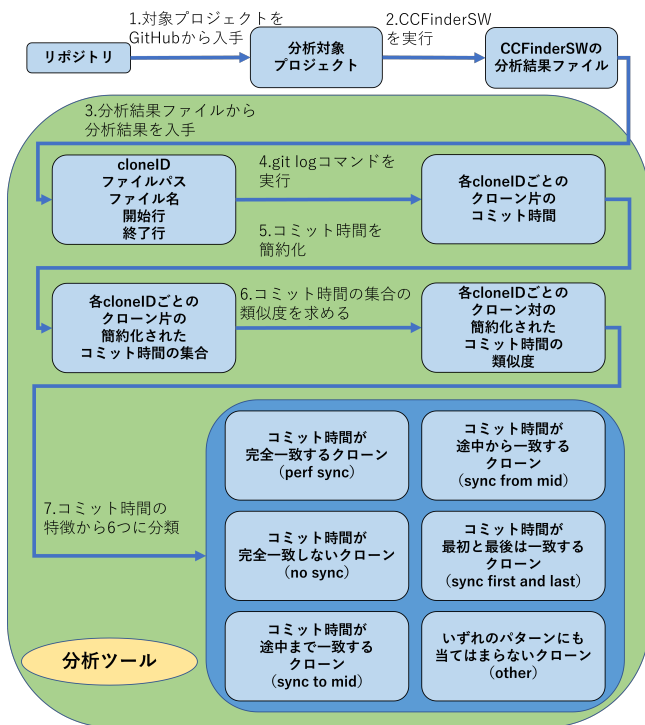 1.対象プロジェクトを
GitHubから入手
2.CCFinderSW
を実行
リポジトリ
分析対象
プロジェクト
CCFinderSWの
分析結果ファイル
3.分析結果ファイルから
分析結果を入手
cloneID
ファイルパス
ファイル名
開始行
終了行
4.git logコマンドを
実行
各cloneIDごとの
クローン片の
コミット時間
5.コミット時間を
簡約化
各cloneIDごとの
クローン片の
簡約化された
コミット時間の集合
6.コミット時間の集合の
類似度を求める
各cloneIDごとの
クローン対の
簡約化された
コミット時間の
類似度
7.コミット時間の
特徴から6つに分類
コミット時間が
完全一致するクローン
(perf sync)
コミット時間が
途中から一致する
クローン
(sync from mid)
コミット時間が
完全一致しないクローン
(no sync)
コミット時間が
最初と最後は一致する
クローン
(sync first and last)
コミット時間が
途中まで一致する
クローン
(sync to mid)
いずれのパターンにも
当てはまらないクローン
(other)
分析ツール